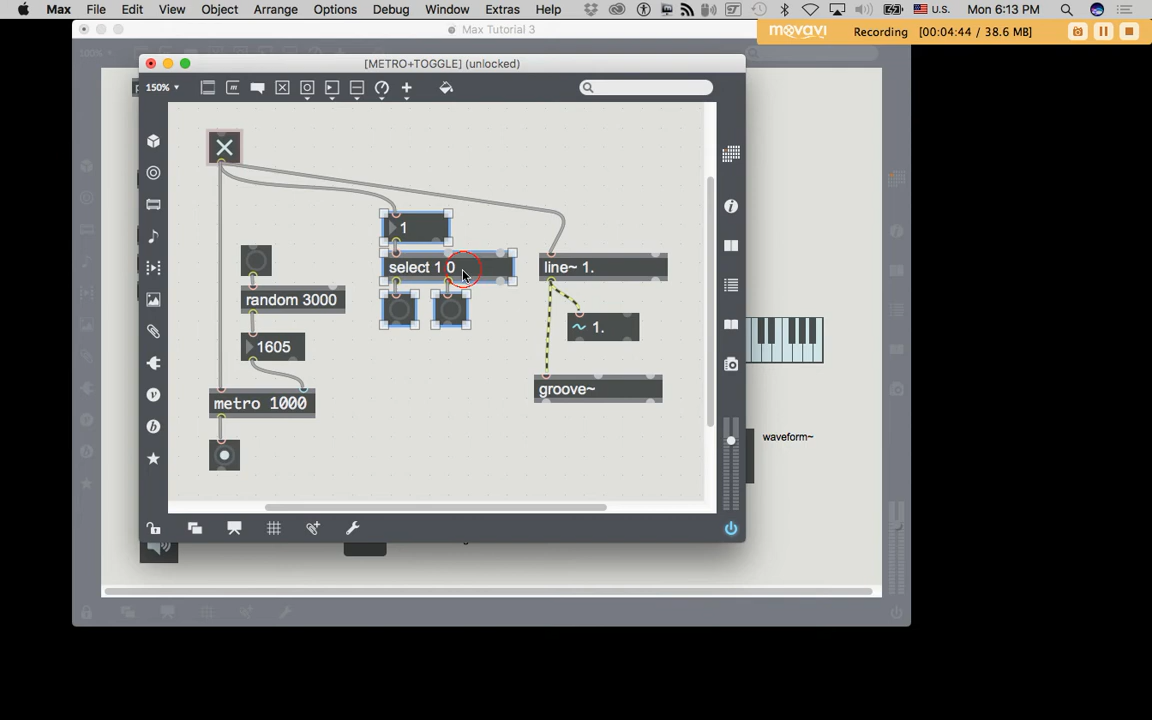 Max File Edit View Object Arrange Options Debug Window Extras Help U.S. Mon 6:13 PM
Max Tutorial 3
movavi Recording [00:04:44 / 38.6 MB]
[METRO+TOGGLE] (unlocked)
150%
1
select 1 0
line~ 1.
random 3000
~ 1.
1605
groove~
metro 1000
waveform~